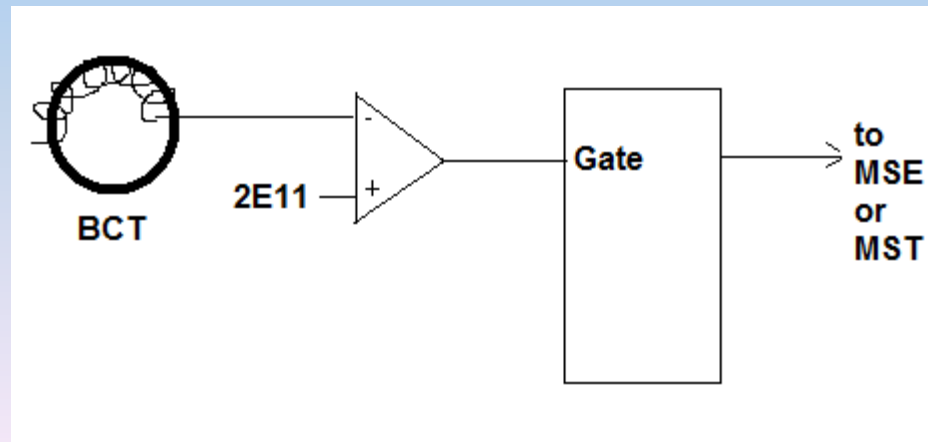 BCT
-
+
2E11
Gate
to
MSE
or
MST